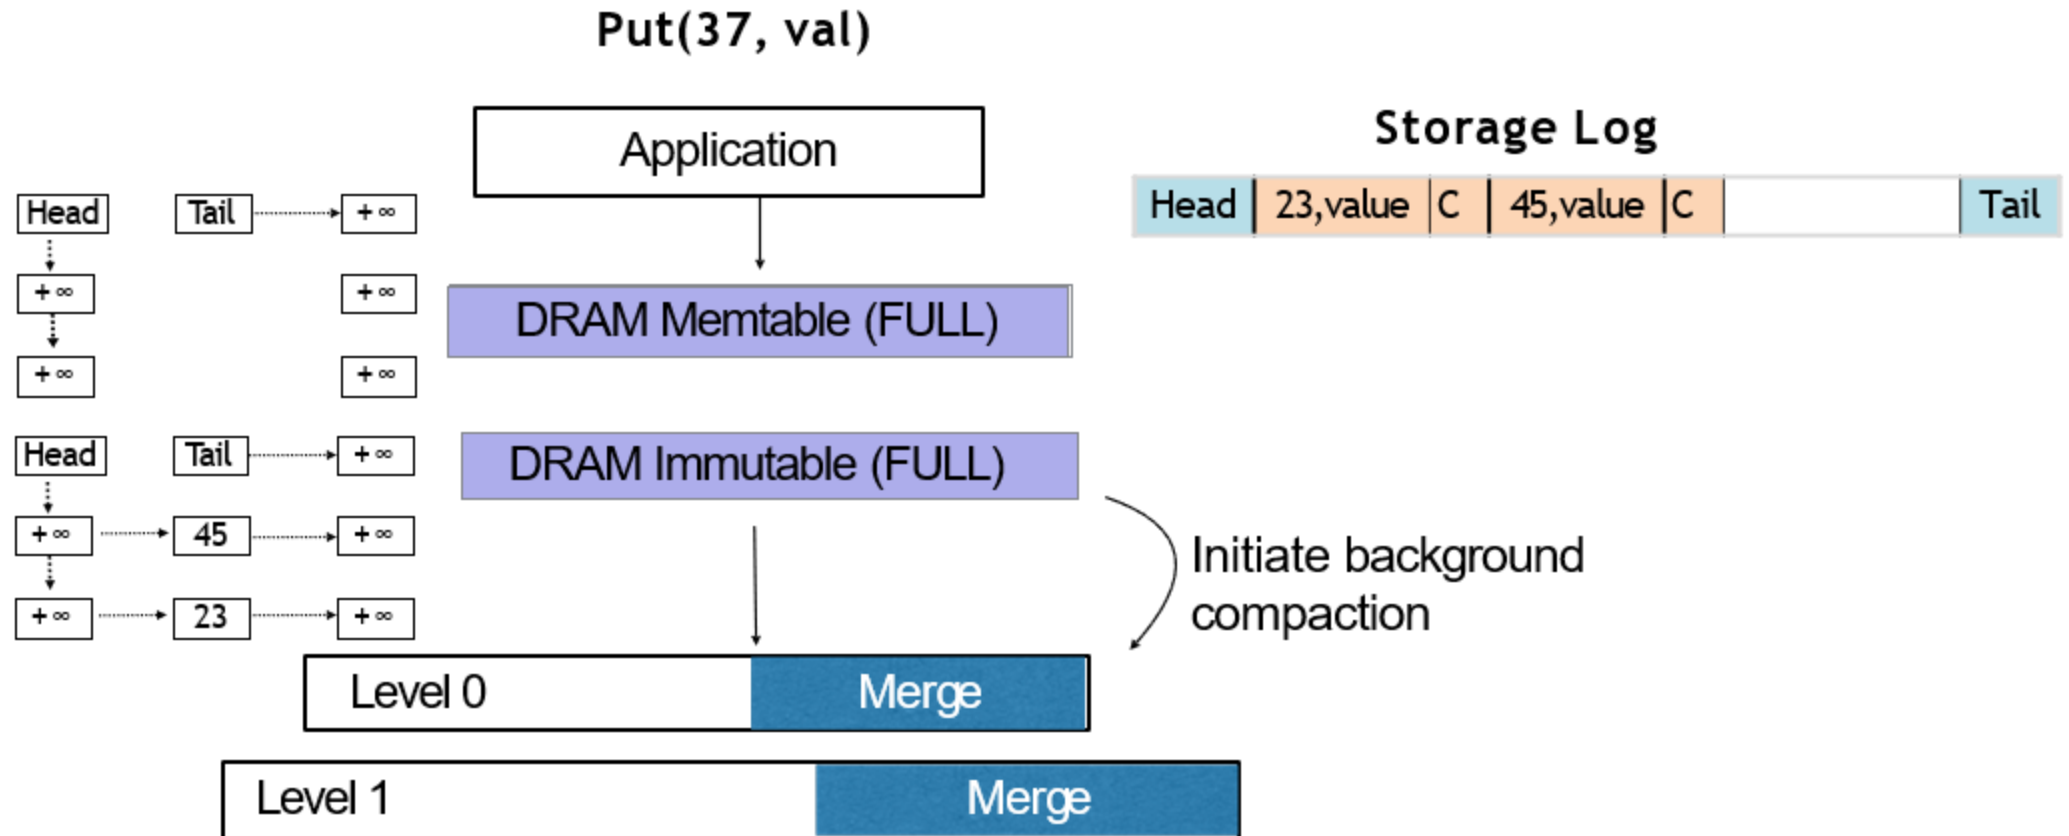 Put(37, val)
Application
Storage Log
Head 23,value C 45,value C Tail
Head Tail +∞
+∞ +∞
DRAM Memtable (FULL)
+∞ +∞
Head Tail +∞
DRAM Immutable (FULL)
+∞ 45 +∞
+∞ 23 +∞
Initiate background
compaction
Level 0 Merge
Level 1 Merge